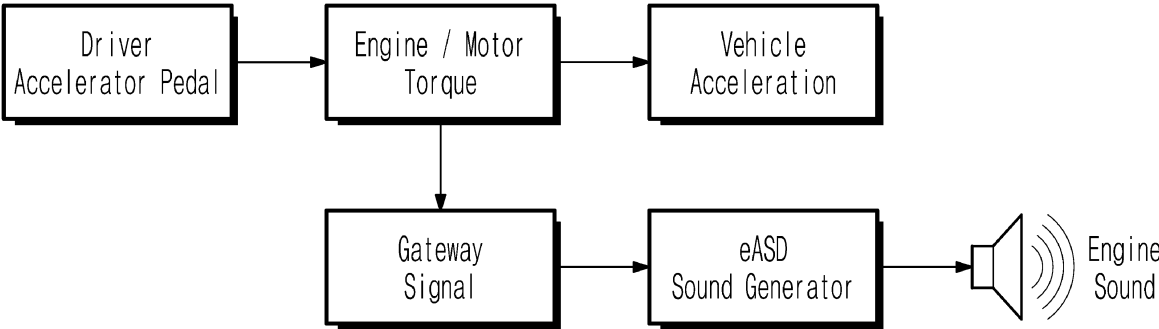 Driver
Accelerator Pedal
Engine / Motor
Torque
Vehicle
Acceleration
Gateway
Signal
eASD
Sound Generator
Engine
Sound